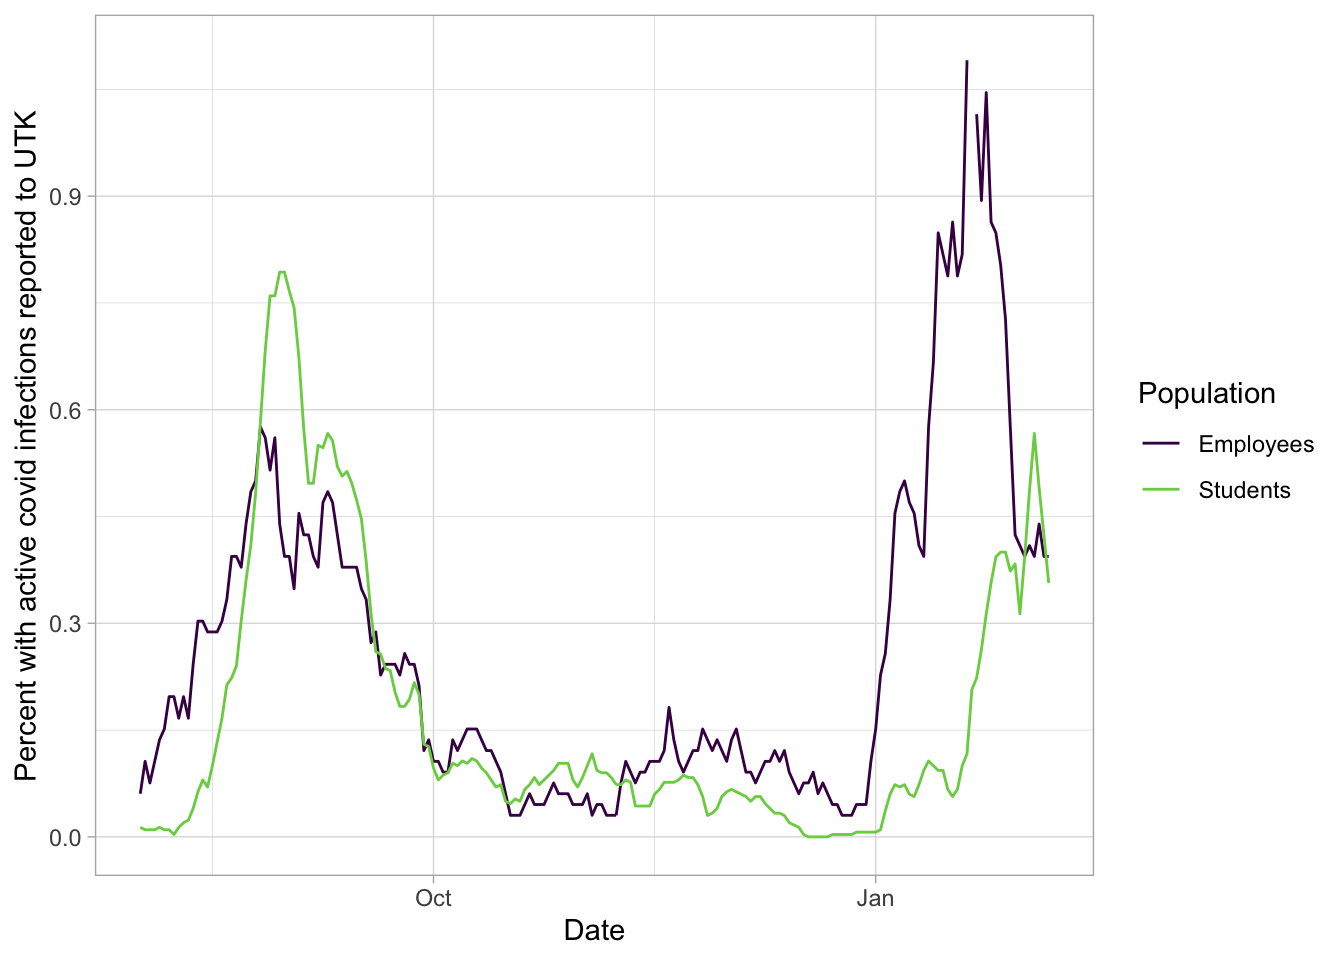 Percent with active covid infections reported to UTK
0.9
0.6
0.3
0.0
Oct
Jan
Date
Population
Employees
Students